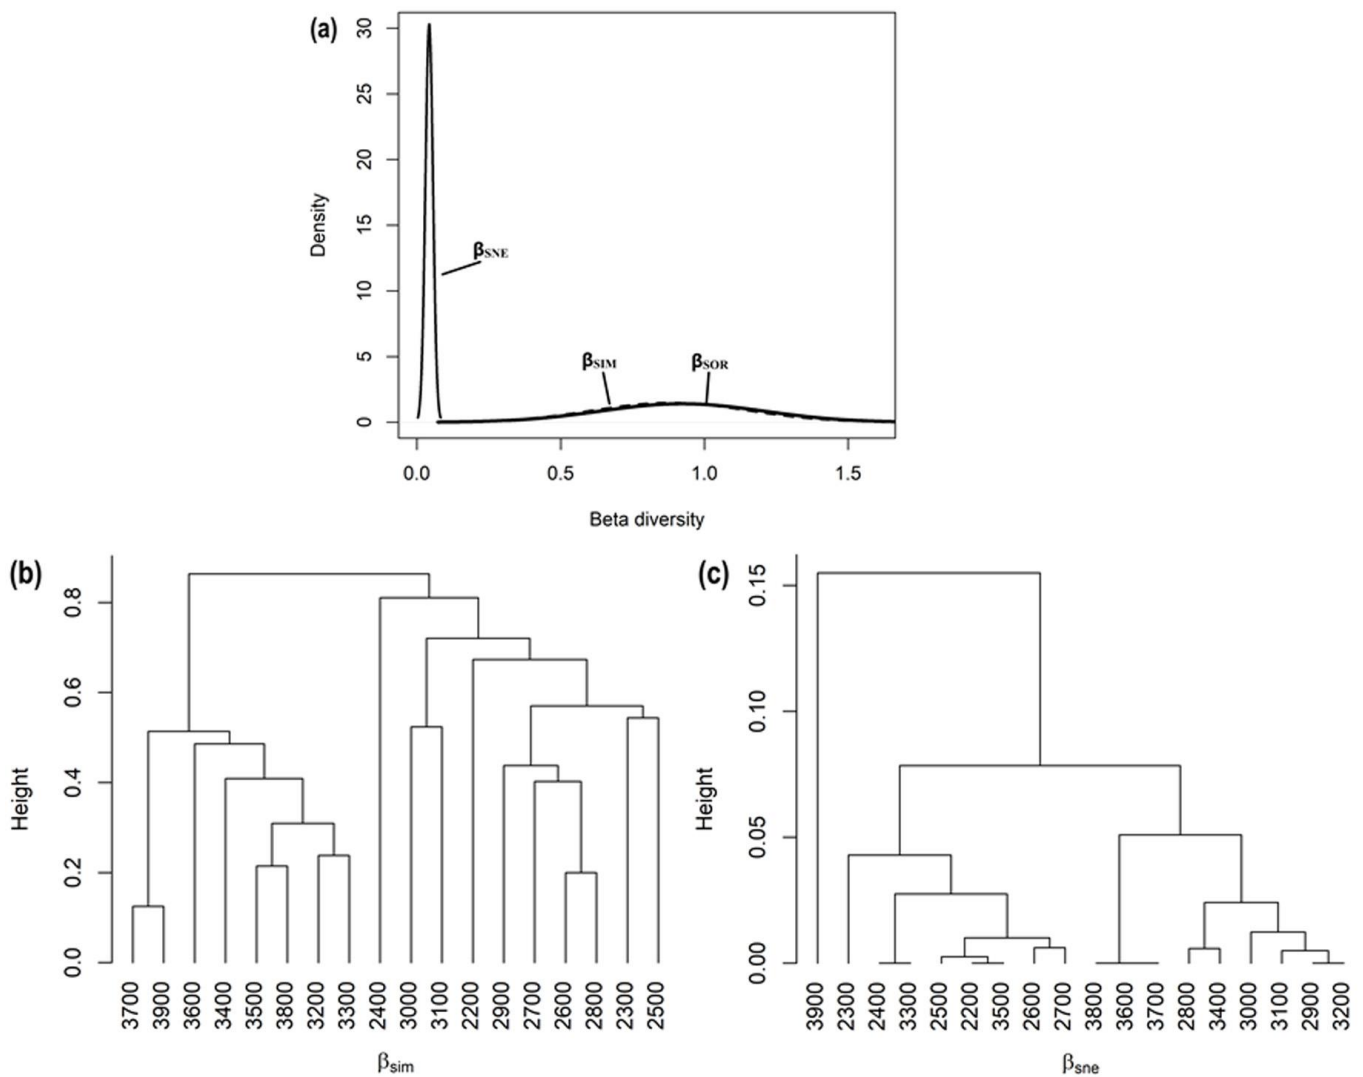 (a)
30
25
20
15
10
5
0
Density
βSNE
βSIM
βSOR
0.0 0.5 1.0 1.5
Beta diversity
(b)
0.8
0.6
0.4
0.2
0.0
Height
3700 3900 3600 3400 3500 3800 3200 3300 2400 3000 3100 2200 2900 2700 2600 2800 2300 2500
βsim
(c)
0.15
0.10
0.05
0.00
Height
3900 2300 2400 3300 2500 2200 3500 2600 2700 3800 3600 3700 2800 3400 3000 3100 2900 3200
βsne